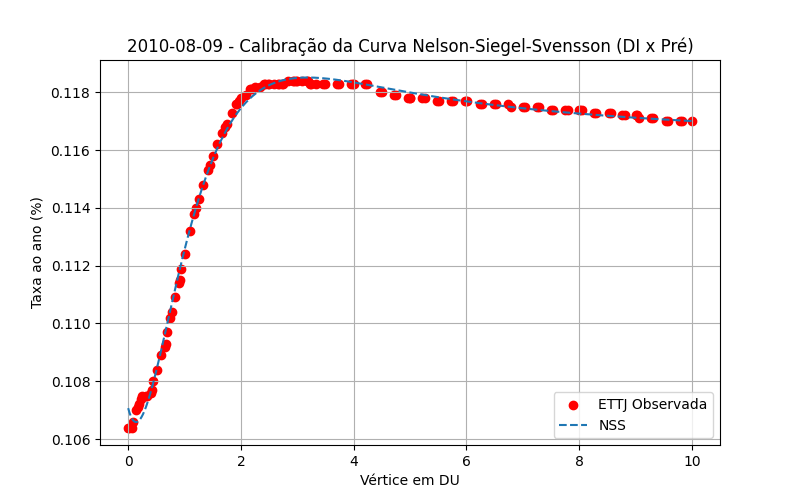 2010-08-09 - Calibração da Curva Nelson-Siegel-Svensson (DI x Pré)
Taxa ao ano (%)
0.118
0.116
0.114
0.112
0.110
0.108
0.106
ETTJ Observada
NSS
0 2 4 6 8 10
Vértice em DU